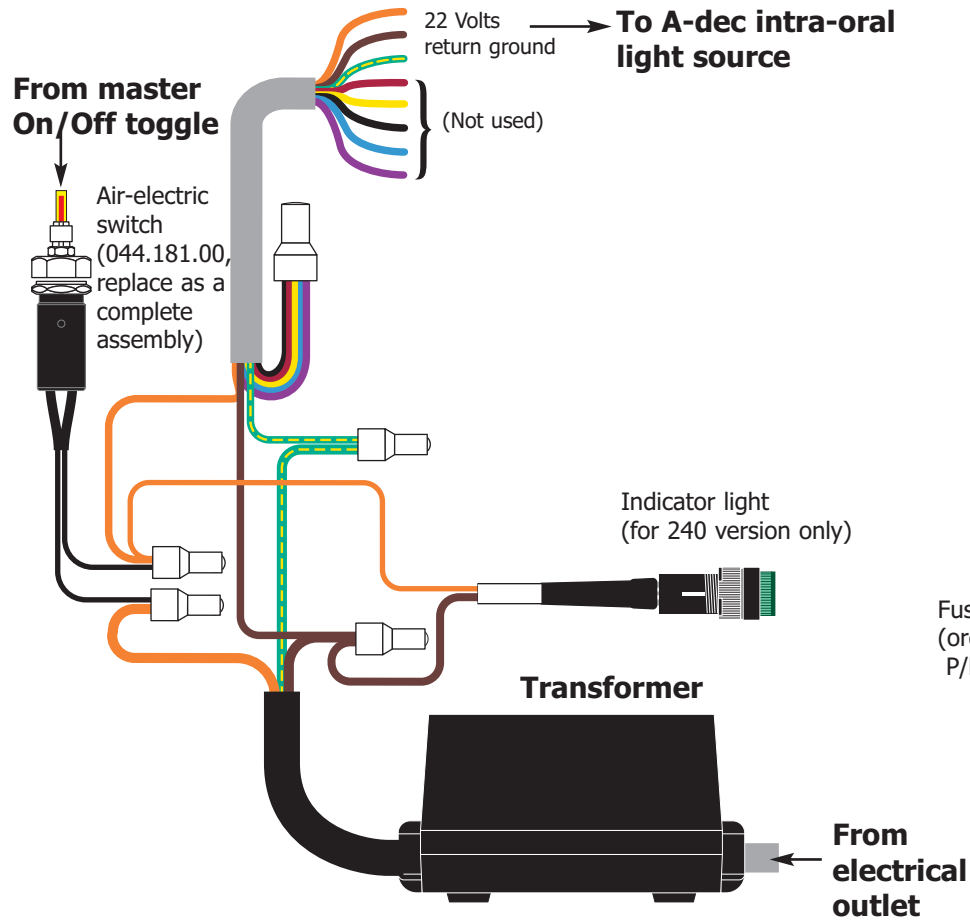 22 Volts
return ground
To A-dec intra-oral
light source
(Not used)
From master
On/Off toggle
Air-electric
switch
(044.181.00,
replace as a
complete
assembly)
Indicator light
(for 240 version only)
Transformer
From
electrical
outlet